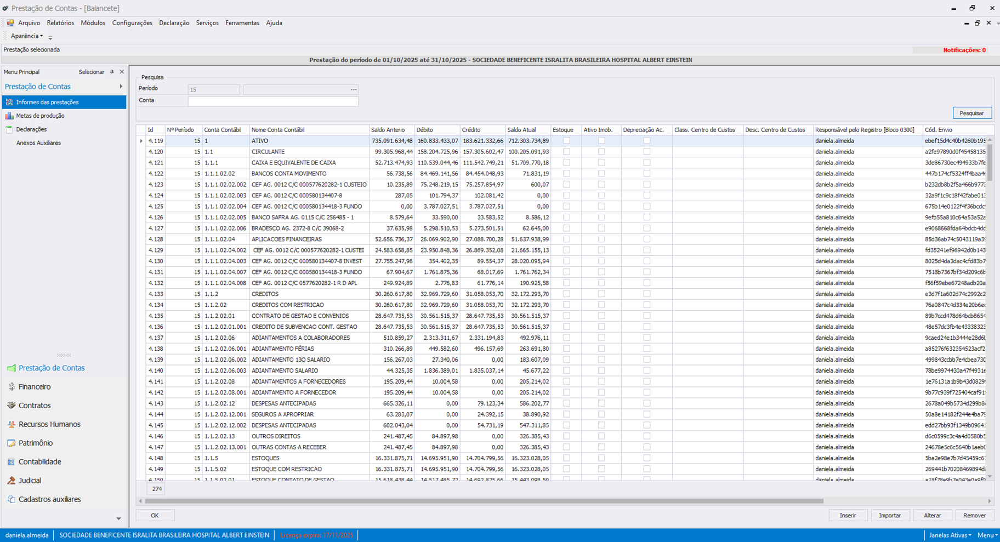 Prestação de Contas - [Balancete]
Arquivo Relatórios Módulos Configurações Declaração Serviços Ferramentas Ajuda
Aparência
Prestação selecionada
Notificações: 0
Prestação do período de 01/10/2025 até 31/10/2025 - SOCIEDADE BENEFICENTE ISRALITA BRASILEIRA HOSPITAL ALBERT EINSTEIN
Menu Principal Selecionar
Prestação de Contas
Informes das prestações
Metas de produção
Declarações
Anexos Auxiliares
Prestação de Contas
Financeiro
Contratos
Recursos Humanos
Patrimônio
Contabilidade
Judicial
Cadastros auxiliares
Pesquisa
Período 15 ...
Conta
Pesquisar
Id Nº Período Conta Contábil Nome Conta Contábil Saldo Anterio Débito Crédito Saldo Atual Estoque Ativo Imob. Depreciação Ac. Class. Centro de Custos Desc. Centro de Custos Responsável pelo Registro [Bloco 0300] Cód. Envio
4.119 15 1 ATIVO 735.091.634,48 160.833.433,07 183.621.332,66 712.303.734,89 daniela.almeida ebef15d4c40b4260b195
4.120 15 1.1 CIRCULANTE 99.305.968,44 158.204.725,96 157.305.602,47 100.205.091,93 daniela.almeida a2fe97890d0f45458135
4.121 15 1.1.1 CAIXA E EQUIVALENTE DE CAIXA 52.713.474,93 110.539.044,46 111.542.749,21 51.709.770,18 daniela.almeida 3de86730ec494933b7fe
4.122 15 1.1.1.02.02 BANCOS CONTA MOVIMENTO 56.738,56 84.469.141,56 84.454.048,93 71.831,19 daniela.almeida 447b174cf5324ff4baa46
4.123 15 1.1.1.02.02.002 CEF AG. 0012 C/C 000577620282-1 CUSTEIO 10.235,89 75.248.219,15 75.257.854,97 600,07 daniela.almeida b232db8b2f5a466b9773
4.124 15 1.1.1.02.02.003 CEF AG. 0012 C/C 000580134407-8 287,05 101.794,37 102.081,42 0,00 daniela.almeida 32a9f1c9c18f42fabe013
4.125 15 1.1.1.02.02.004 CEF AG. 0012 C/C 000580134418-3 FUNDO 0,00 3.787.027,51 3.787.027,51 0,00 daniela.almeida 675b14e0122f4f36bcdc
4.126 15 1.1.1.02.02.005 BANCO SAFRA AG. 0115 C/C 256485 - 1 8.579,64 33.590,00 33.583,52 8.586,12 daniela.almeida 9efb55a810c64a53a52a
4.127 15 1.1.1.02.02.006 BRADESCO AG. 2372-8 C/C 39068-2 37.635,98 5.298.510,53 5.273.501,51 62.645,00 daniela.almeida e9068668fda64bdcb4dd
4.128 15 1.1.1.02.04 APLICACOES FINANCEIRAS 52.656.736,37 26.069.902,90 27.088.700,28 51.637.938,99 daniela.almeida 85d36ab74c5043119a39
4.129 15 1.1.1.02.04.002 CEF AG. 0012 C/C 000577620282-1 CUSTEI 24.583.658,85 23.950.848,36 26.869.352,08 21.665.155,13 daniela.almeida fd35241ef96942d0b143
4.130 15 1.1.1.02.04.003 CEF AG. 0012 C/C 000580134407-8 INVEST 27.755.247,96 354.402,35 89.554,37 28.020.095,94 daniela.almeida 8025d4da3dac4cfd83b7
4.131 15 1.1.1.02.04.007 CEF AG. 0012 C/C 000580134418-3 FUNDO 67.904,67 1.761.875,36 68.017,69 1.761.762,34 daniela.almeida 7518b7367bf34d209c6b
4.132 15 1.1.1.02.04.008 CEF AG. 0012 C/C 0577620282-1 R D APL 249.924,89 2.776,83 61.776,14 190.925,58 daniela.almeida f56f59ebe67248adb20a
4.133 15 1.1.2 CREDITOS 30.260.617,80 32.969.729,60 31.058.053,70 32.172.293,70 daniela.almeida e3d7f1a602d74c2992c2
4.134 15 1.1.2.02 CREDITOS COM RESTRICAO 30.260.617,80 32.969.729,60 31.058.053,70 32.172.293,70 daniela.almeida 76a0847c4d334e20b6ec
4.135 15 1.1.2.02.01 CONTRATO DE GESTAO E CONVENIOS 28.647.735,53 30.561.515,37 28.647.735,53 30.561.515,37 daniela.almeida 89b7ccd478d64bcb8654
4.136 15 1.1.2.02.01.001 CREDITO DE SUBVENCAO CONT. GESTAO 28.647.735,53 30.561.515,37 28.647.735,53 30.561.515,37 daniela.almeida 48e57dc3fb4e43338323
4.137 15 1.1.2.02.06 ADIANTAMENTOS A COLABORADORES 510.859,27 2.313.311,67 2.331.194,83 492.976,11 daniela.almeida 9caed24e1b3444e28d6b
4.138 15 1.1.2.02.06.001 ADIANTAMENTO FÉRIAS 310.266,89 449.582,60 496.157,69 263.691,80 daniela.almeida a85276f632354523acf2
4.139 15 1.1.2.02.06.002 ADIANTAMENTO 13O SALARIO 156.267,03 27.340,06 0,00 183.607,09 daniela.almeida 499843ccbb7e4cbea730
4.140 15 1.1.2.02.06.003 ADIANTAMENTO SALARIO 44.325,35 1.836.389,01 1.835.037,14 45.677,22 daniela.almeida 78be9974430a47f4931e
4.141 15 1.1.2.02.08 ADIANTAMENTOS A FORNECEDORES 195.209,44 10.004,58 0,00 205.214,02 daniela.almeida 1e76131a1b9b43d08299
4.142 15 1.1.2.02.08.001 ADIANTAMENTO A FORNECEDOR 195.209,44 10.004,58 0,00 205.214,02 daniela.almeida 9b77c939f725404caf91
4.143 15 1.1.2.02.12 DESPESAS ANTECIPADAS 665.326,11 0,00 79.123,34 586.202,77 daniela.almeida 2678a049b5734d299b8
4.144 15 1.1.2.02.12.001 SEGUROS A APROPRIAR 63.283,07 0,00 24.392,15 38.890,92 daniela.almeida 50a8e14182f244e4ba79
4.145 15 1.1.2.02.12.002 DESPESAS ANTECIPADAS 602.043,04 0,00 54.731,19 547.311,85 daniela.almeida edd27bb93f1349b09641
4.146 15 1.1.2.02.13 OUTROS DIREITOS 241.487,45 84.897,98 0,00 326.385,43 daniela.almeida d6c0599c3c4a4d0580b5
4.147 15 1.1.2.02.13.001 OUTRAS CONTAS A RECEBER 241.487,45 84.897,98 0,00 326.385,43 daniela.almeida 24678e5c6c5640b1aeb0
4.148 15 1.1.5 ESTOQUES 16.331.875,71 14.695.951,90 14.704.799,56 16.323.028,05 daniela.almeida 5ba2e98e7b7d45459c67
4.149 15 1.1.5.02 ESTOQUE COM RESTRICAO 16.331.875,71 14.695.951,90 14.704.799,56 16.323.028,05 daniela.almeida 269441b70208469894d
4.150 15 1.1.5.02.01 ESTOQUE CONTATO DE GESTAO 15.618.438,44 14.517.485,72 14.692.825,66 15.443.098,50 daniela.almeida a18f78e9b7e043e0a9f0
274
OK Inserir Importar Alterar Remover
daniela.almeida SOCIEDADE BENEFICENTE ISRALITA BRASILEIRA HOSPITAL ALBERT EINSTEIN Licença expira: 17/11/2025 Janelas Ativas Menu